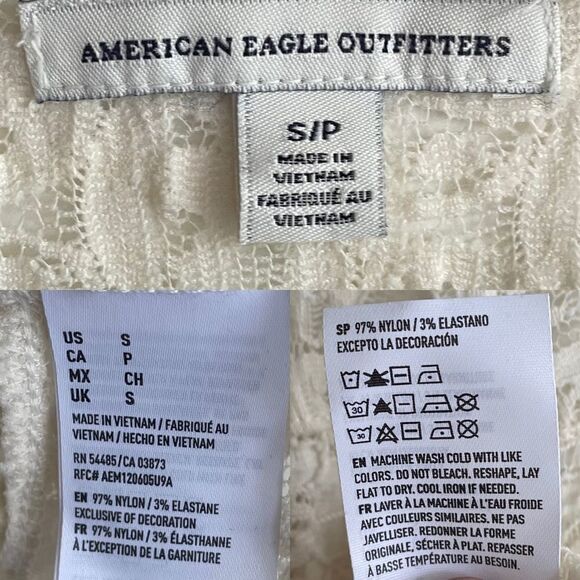 AMERICAN EAGLE OUTFITTERS
S/P
MADE IN
VIETNAM
FABRIQUÉ AU
VIETNAM
US S
CA P
MX CH
UK S
MADE IN VIETNAM / FABRIQUÉ AU
VIETNAM / HECHO EN VIETNAM
RN 54485/CA 03873
RFC# AEM120605U9A
EN 97% NYLON / 3% ELASTANE
EXCLUSIVE OF DECORATION
FR 97% NYLON / 3% ÉLASTHANNE
À L'EXCEPTION DE LA GARNITURE
SP 97% NYLON / 3% ELASTANO
EXCEPTO LA DECORACIÓN
30
30
EN MACHINE WASH COLD WITH LIKE
COLORS. DO NOT BLEACH. RESHAPE, LAY
FLAT TO DRY. COOL IRON IF NEEDED.
FR LAVER À LA MACHINE À L'EAU FROIDE
AVEC COULEURS SIMILAIRES. NE PAS
JAVELLISER. REDONNER LA FORME
ORIGINALE, SÉCHER À PLAT. REPASSER
À BASSE TEMPÉRATURE AU BESOIN.